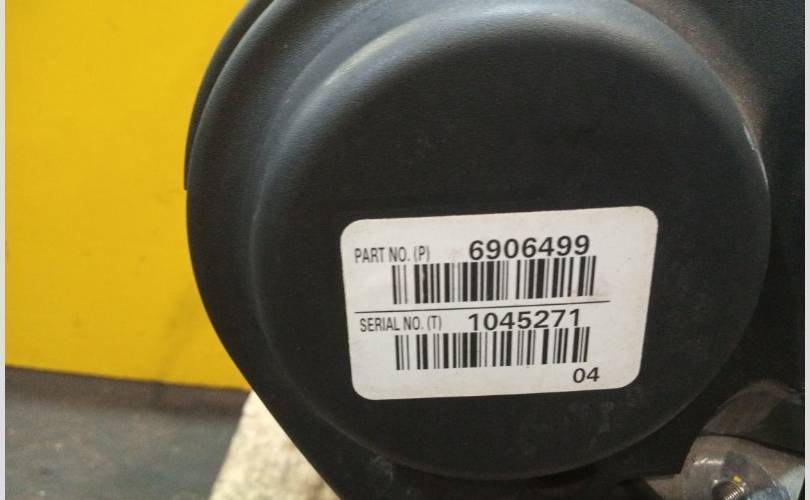 PART NO. (P) 6906499
SERIAL NO. (T) 1045271
04